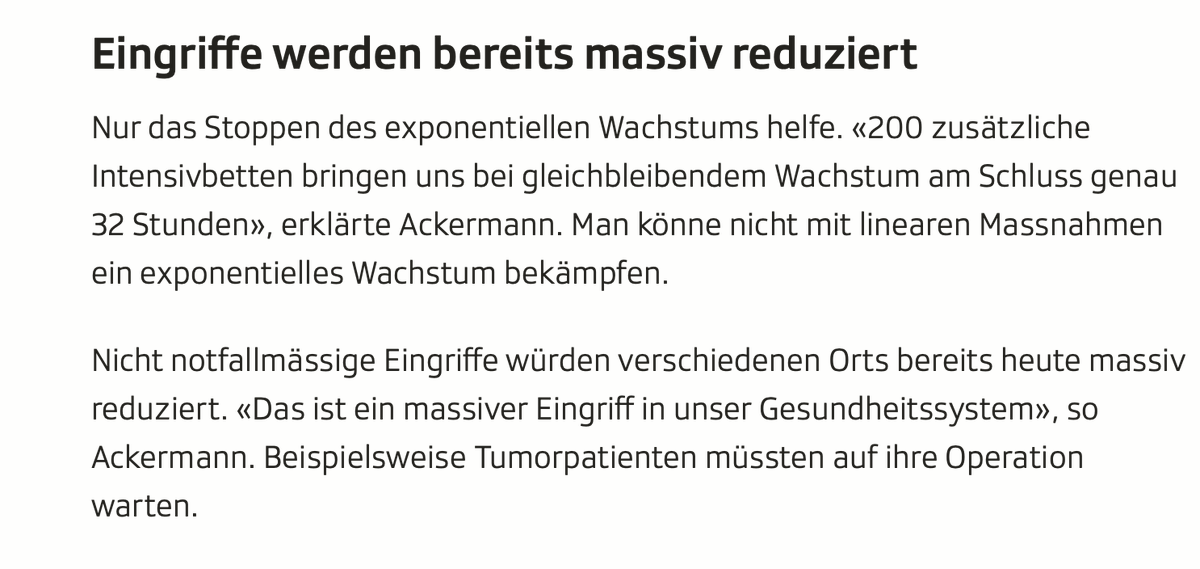 Eingriffe werden bereits massiv reduziert
Nur das Stoppen des exponentiellen Wachstums helfe. «200 zusätzliche
Intensivbetten bringen uns bei gleichbleibendem Wachstum am Schluss genau
32 Stunden», erklärte Ackermann. Man könne nicht mit linearen Massnahmen
ein exponentielles Wachstum bekämpfen.
Nicht notfallmässige Eingriffe würden verschiedenen Orts bereits heute massiv
reduziert. «Das ist ein massiver Eingriff in unser Gesundheitssystem», so
Ackermann. Beispielsweise Tumorpatienten müssten auf ihre Operation
warten.